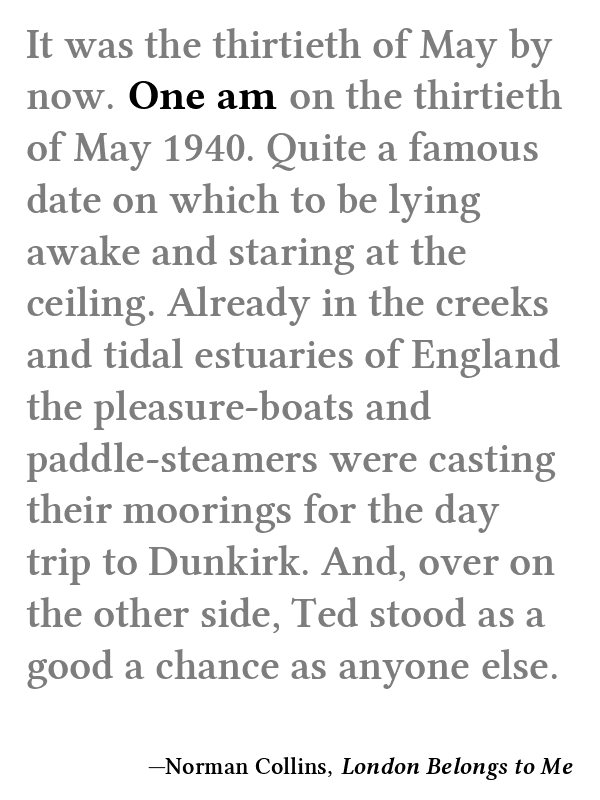 It was the thirtieth of May by
now. One am on the thirtieth
of May 1940. Quite a famous
date on which to be lying
awake and staring at the
ceiling. Already in the creeks
and tidal estuaries of England
the pleasure-boats and
paddle-steamers were casting
their moorings for the day
trip to Dunkirk. And, over on
the other side, Ted stood as a
good a chance as anyone else.
—Norman Collins, London Belongs to Me